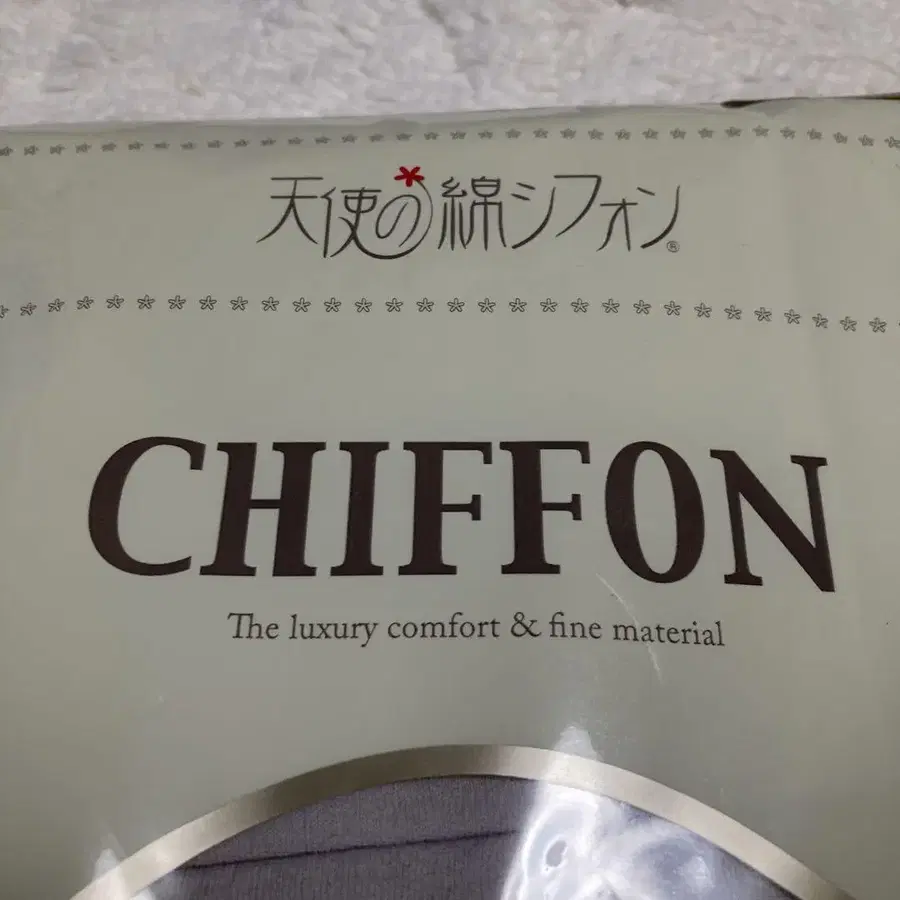 天使の綿シフォン®
CHIFFON
The luxury comfort & fine material